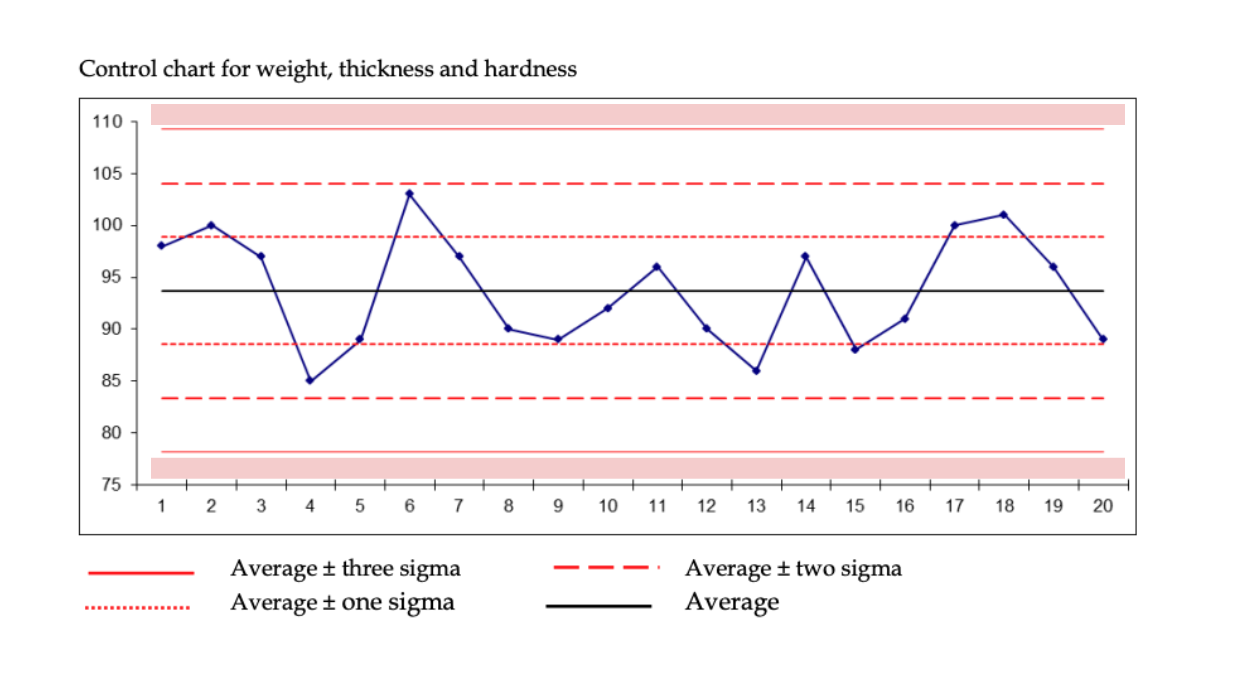 Control chart for weight, thickness and hardness
110
105
100
95
90
85
80
75
1 2 3 4 5 6 7 8 9 10 11 12 13 14 15 16 17 18 19 20
Average ± three sigma Average ± two sigma
Average ± one sigma Average